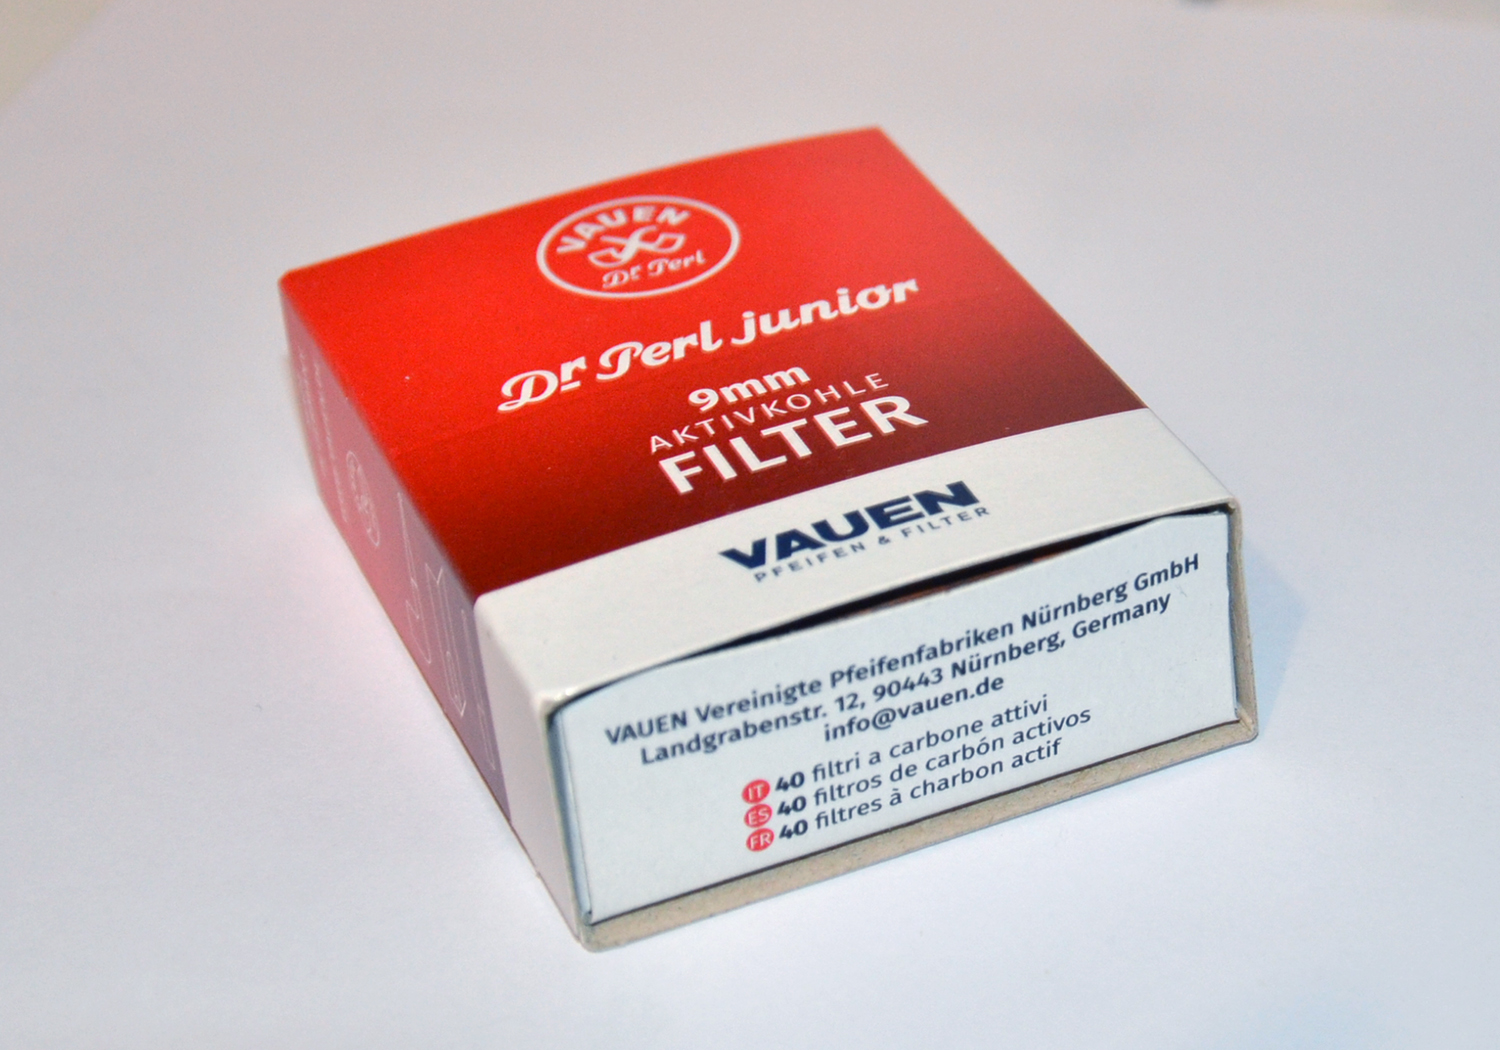 VAUEN
Dr Perl
Dr Perl junior
9mm
AKTIVKOHLE
FILTER
VAUEN
PFEIFEN & FILTER
VAUEN Vereinigte Pfeifenfabriken Nürnberg GmbH
Landgrabenstr. 12, 90443 Nürnberg, Germany
info@vauen.de
IT 40 filtri a carbone attivi
ES 40 filtros de carbón activos
FR 40 filtres à charbon actif